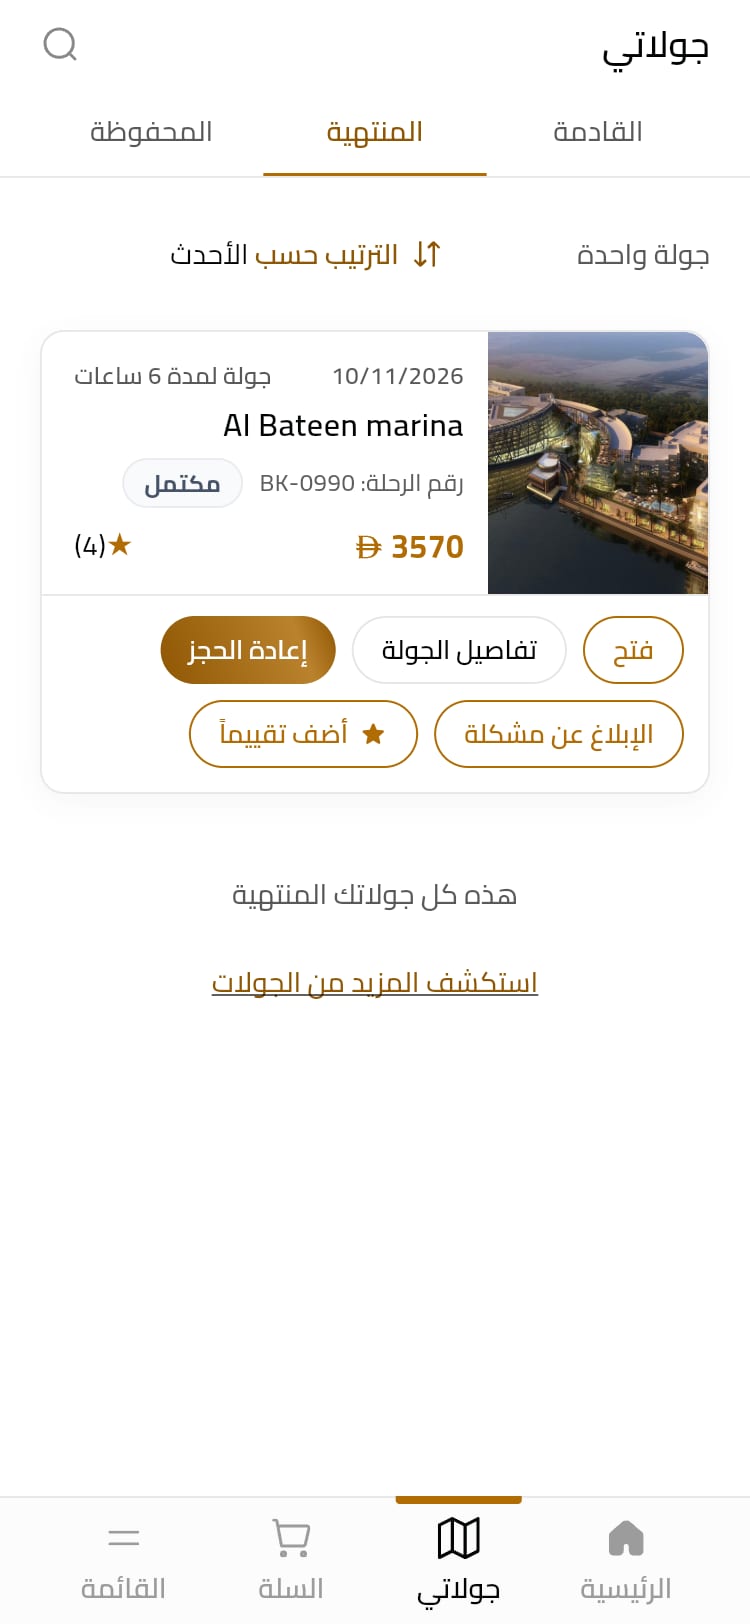 جولاتي
القادمة
المنتهية
المحفوظة
جولة واحدة
الترتيب حسب الأحدث
10/11/2026
جولة لمدة 6 ساعات
Al Bateen marina
رقم الرحلة: BK-0990
مكتمل
3570
(4)
فتح
تفاصيل الجولة
إعادة الحجز
الإبلاغ عن مشكلة
أضف تقييماً
هذه كل جولاتك المنتهية
استكشف المزيد من الجولات
الرئيسية
جولاتي
السلة
القائمة